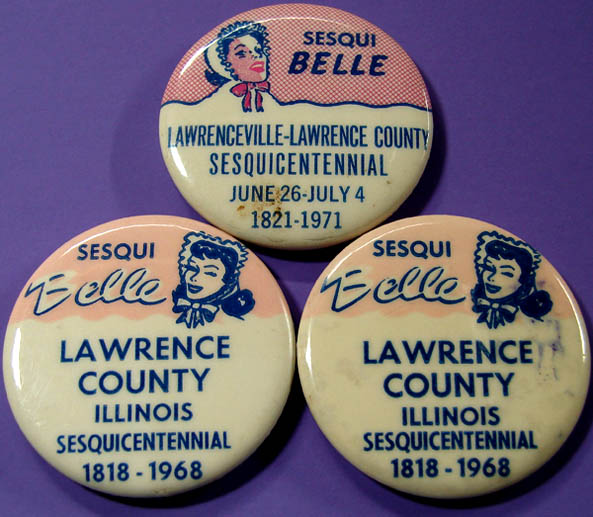 SESQUI
BELLE
LAWRENCEVILLE-LAWRENCE COUNTY
SESQUICENTENNIAL
JUNE 26-JULY 4
1821-1971
SESQUI
Belle
LAWRENCE
COUNTY
ILLINOIS
SESQUICENTENNIAL
1818 - 1968
SESQUI
Belle
LAWRENCE
COUNTY
ILLINOIS
SESQUICENTENNIAL
1818 - 1968